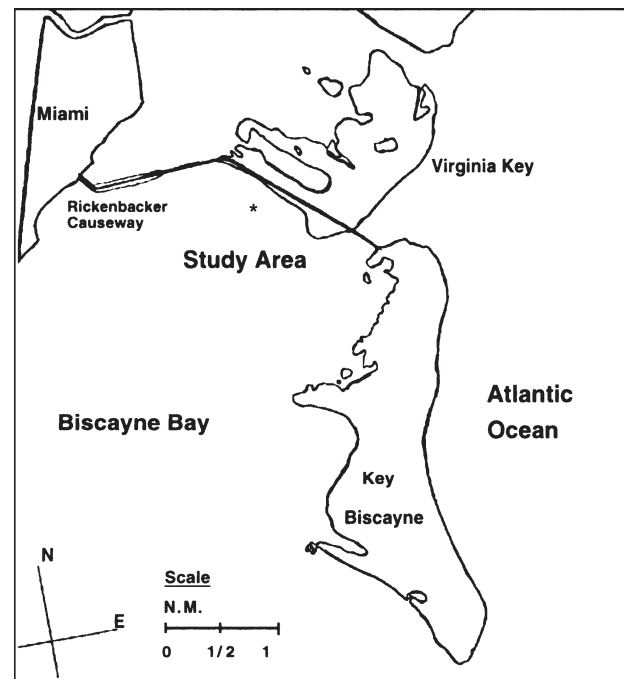 Miami
Virginia Key
Rickenbacker
Causeway
*
Study Area
Atlantic
Ocean
Biscayne Bay
Key
Biscayne
N
E
Scale
N.M.
0 1/2 1